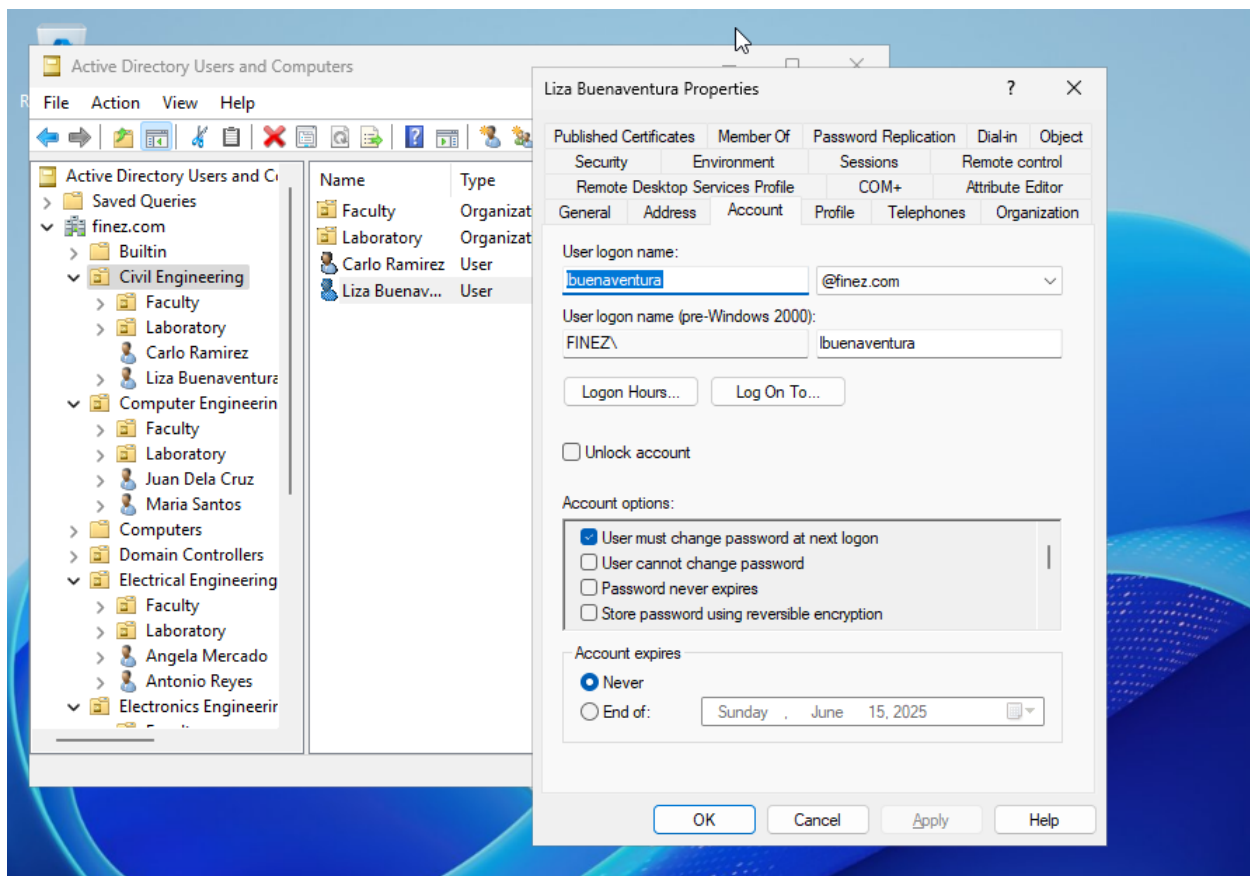 Active Directory Users and Computers
File Action View Help
Active Directory Users and C
Saved Queries
finez.com
Builtin
Civil Engineering
Faculty
Laboratory
Carlo Ramirez
Liza Buenaventura
Computer Engineerin
Faculty
Laboratory
Juan Dela Cruz
Maria Santos
Computers
Domain Controllers
Electrical Engineering
Faculty
Laboratory
Angela Mercado
Antonio Reyes
Electronics Engineerin
Name Type
Faculty Organizat
Laboratory Organizat
Carlo Ramirez User
Liza Buenav... User
Liza Buenaventura Properties ?
Published Certificates Member Of Password Replication Dial-in Object
Security Environment Sessions Remote control
Remote Desktop Services Profile COM+ Attribute Editor
General Address Account Profile Telephones Organization
User logon name:
lbuenaventura @finez.com
User logon name (pre-Windows 2000):
FINEZ\ lbuenaventura
Logon Hours... Log On To...
Unlock account
Account options:
User must change password at next logon
User cannot change password
Password never expires
Store password using reversible encryption
Account expires
Never
End of: Sunday , June 15, 2025
OK Cancel Apply Help